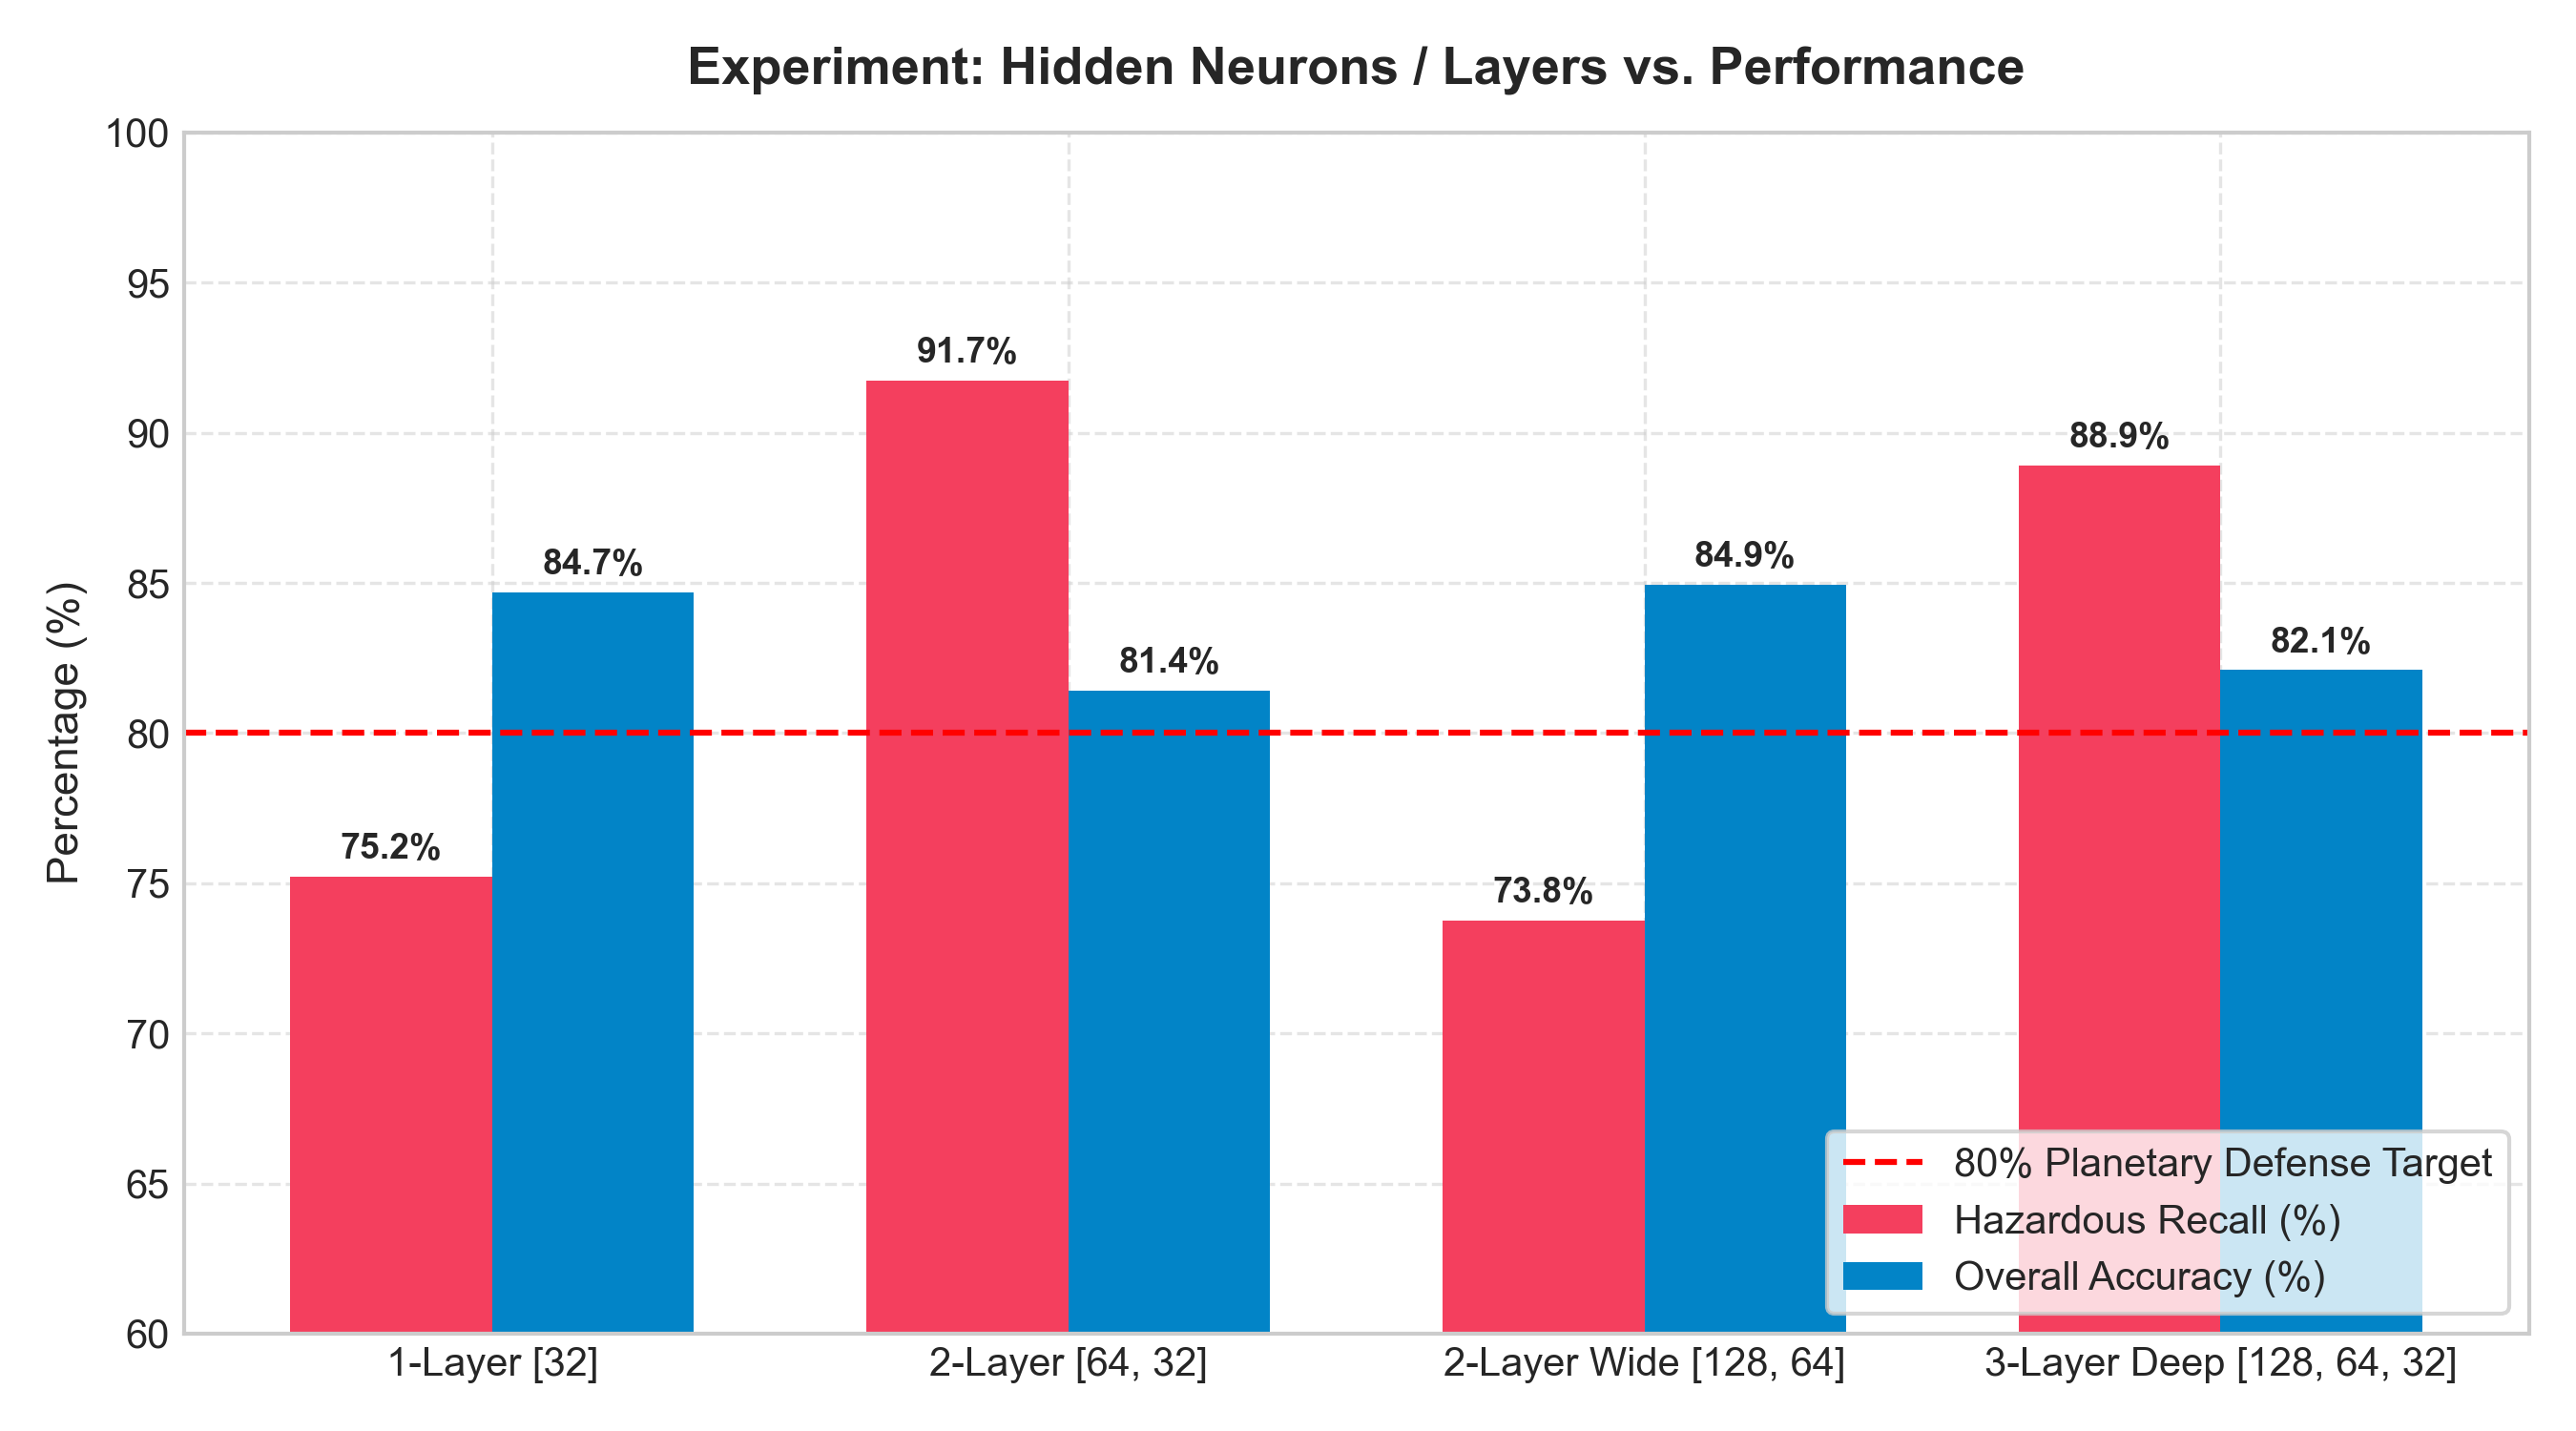 Experiment: Hidden Neurons / Layers vs. Performance
Percentage (%)
100
95
90
85
80
75
70
65
60
75.2%
84.7%
91.7%
81.4%
73.8%
84.9%
88.9%
82.1%
80% Planetary Defense Target
Hazardous Recall (%)
Overall Accuracy (%)
1-Layer [32]
2-Layer [64, 32]
2-Layer Wide [128, 64]
3-Layer Deep [128, 64, 32]